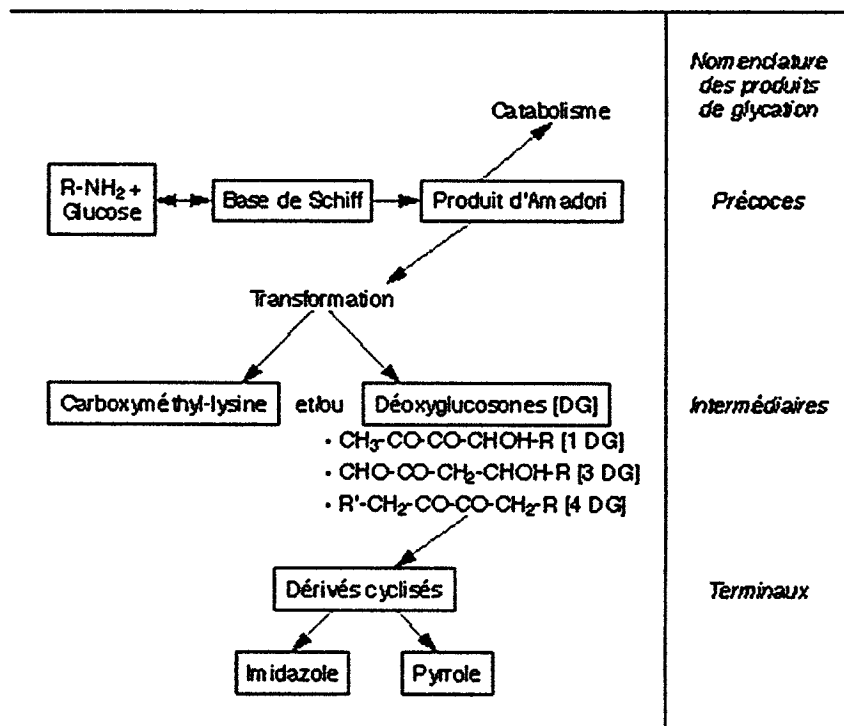 Nomenclature
des produits
de glycation
Catabolisme
R-NH₂ +
Glucose
Base de Schiff
Produit d'Amadori
Précoces
Transformation
Carboxyméthyl-lysine
et/ou
Déoxyglucosones [DG]
Intermédiaires
· CH₃-CO-CO-CHOH-R [1 DG]
· CHO-CO-CH₂-CHOH-R [3 DG]
· R'-CH₂-CO-CO-CH₂-R [4 DG]
Dérivés cyclisés
Terminaux
Imidazole
Pyrrole